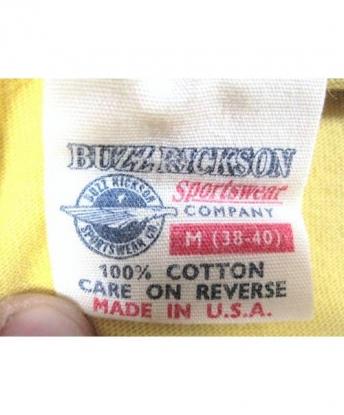 BUZZ RICKSON
Sportswear
COMPANY
BUZZ RICKSON
SPORTSWEAR CO.
M (38-40)
100% COTTON
CARE ON REVERSE
MADE IN U.S.A.